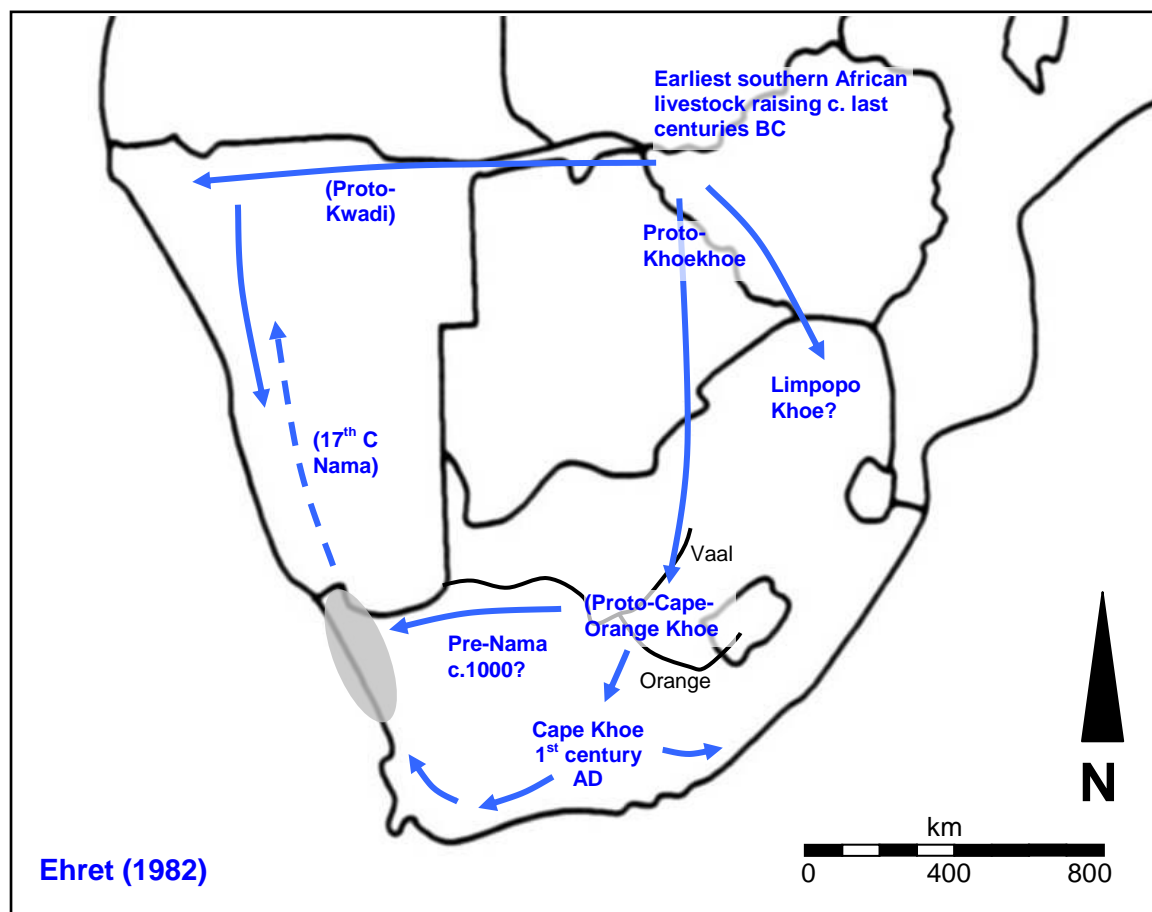 Earliest southern African
livestock raising c. last
centuries BC
(Proto-
Kwadi)
Proto-
Khoekhoe
Limpopo
Khoe?
(17th C
Nama)
Vaal
(Proto-Cape-
Orange Khoe
Pre-Nama
c.1000?
Orange
Cape Khoe
1st century
AD
N
km
0 400 800
Ehret (1982)